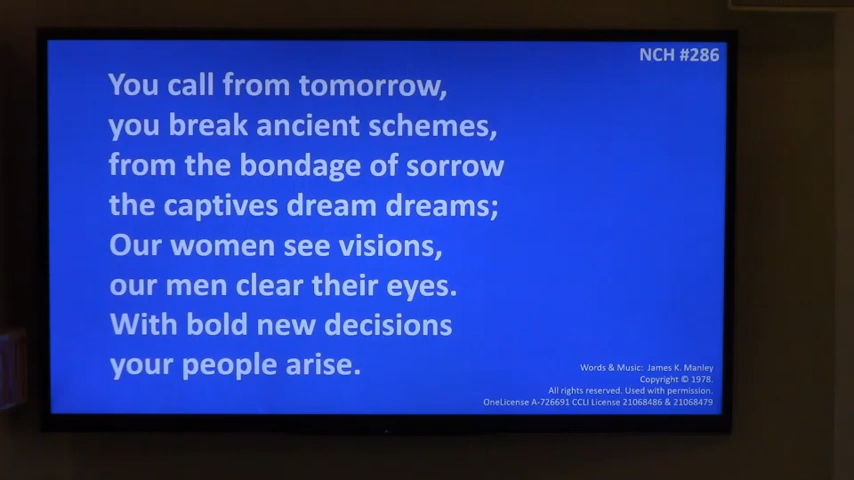 NCH #286
You call from tomorrow,
you break ancient schemes,
from the bondage of sorrow
the captives dream dreams;
Our women see visions,
our men clear their eyes.
With bold new decisions
your people arise.
Words & Music: James K. Manley
Copyright © 1978.
All rights reserved. Used with permission.
OneLicense A-726691 CCLI License 21068486 & 21068479